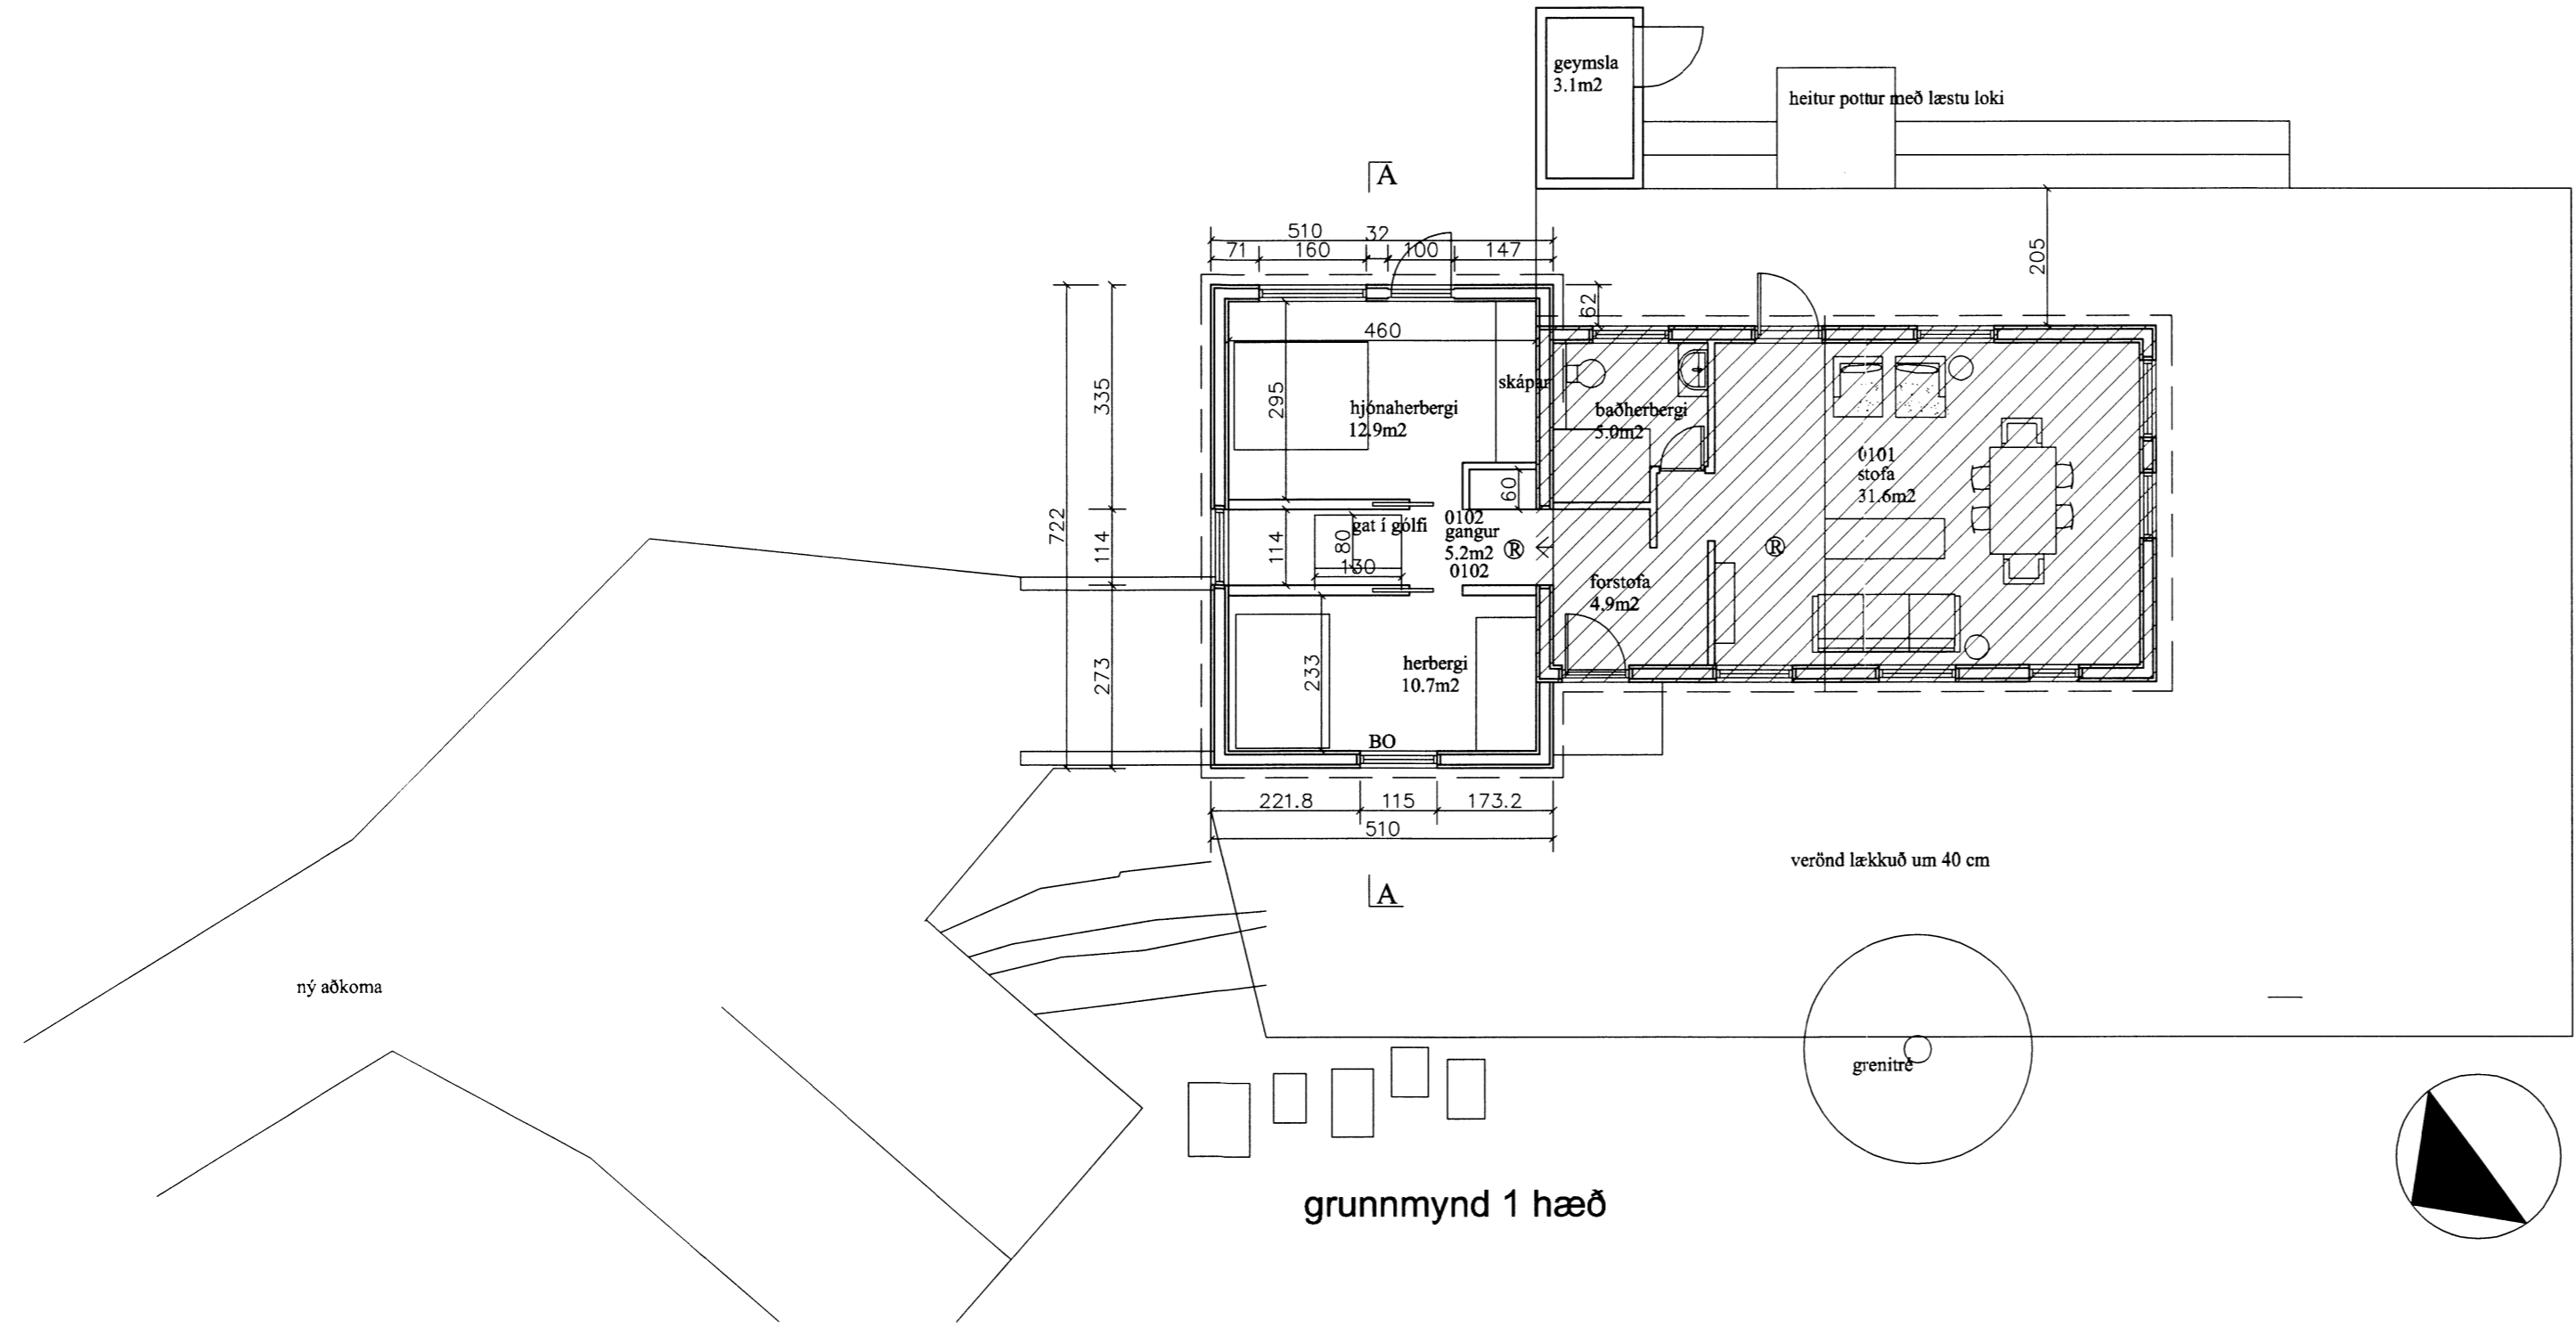 geymsla
3.1m2
heitur pottur með læstu loki
A
510
32
71
160
100
147
205
62
460
335
295
skápar
hjónaherbergi
12.9m2
baðherbergi
5.0m2
0101
stofa
31.6m2
60
722
114
114
gat í gólfi
80
130
0102
gangur
5.2m2
®
0102
®
forstofa
4.9m2
273
233
herbergi
10.7m2
BO
221.8
115
173.2
510
verönd lækkuð um 40 cm
A
ný aðkoma
grenitré
grunnmynd 1 hæð